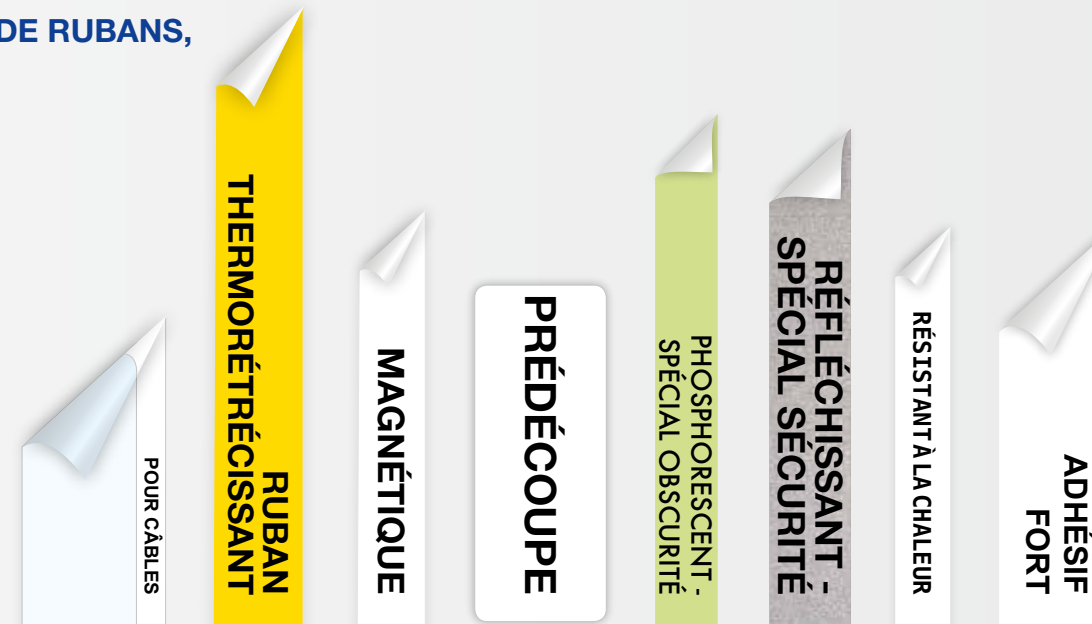 DE RUBANS,
POUR CÂBLES
RUBAN
THERMORÉTRÉCISSANT
MAGNÉTIQUE
PRÉDÉCOUPE
PHOSPHORESCENT -
SPÉCIAL OBSCURITÉ
RÉFLÉCHISSANT -
SPÉCIAL SÉCURITÉ
RÉSISTANT À LA CHALEUR
ADHÉSIF
FORT